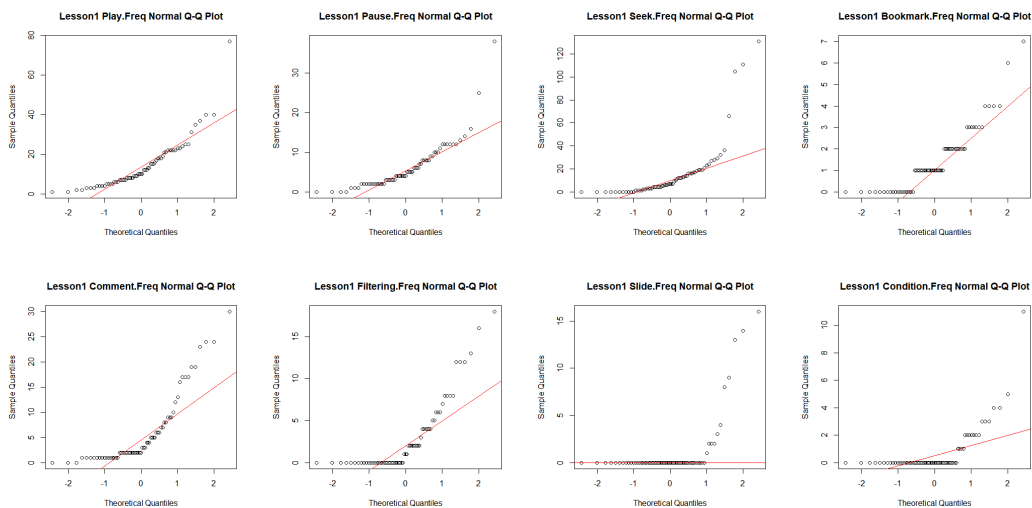 Lesson1 Play.Freq Normal Q-Q Plot
Sample Quantiles
0 20 40 60 80
-2 -1 0 1 2
Theoretical Quantiles
Lesson1 Pause.Freq Normal Q-Q Plot
Sample Quantiles
0 10 20 30
-2 -1 0 1 2
Theoretical Quantiles
Lesson1 Seek.Freq Normal Q-Q Plot
Sample Quantiles
0 20 40 60 80 100 120
-2 -1 0 1 2
Theoretical Quantiles
Lesson1 Bookmark.Freq Normal Q-Q Plot
Sample Quantiles
0 1 2 3 4 5 6 7
-2 -1 0 1 2
Theoretical Quantiles
Lesson1 Comment.Freq Normal Q-Q Plot
Sample Quantiles
0 5 10 15 20 25 30
-2 -1 0 1 2
Theoretical Quantiles
Lesson1 Filtering.Freq Normal Q-Q Plot
Sample Quantiles
0 5 10 15
-2 -1 0 1 2
Theoretical Quantiles
Lesson1 Slide.Freq Normal Q-Q Plot
Sample Quantiles
0 5 10 15
-2 -1 0 1 2
Theoretical Quantiles
Lesson1 Condition.Freq Normal Q-Q Plot
Sample Quantiles
0 2 4 6 8 10
-2 -1 0 1 2
Theoretical Quantiles